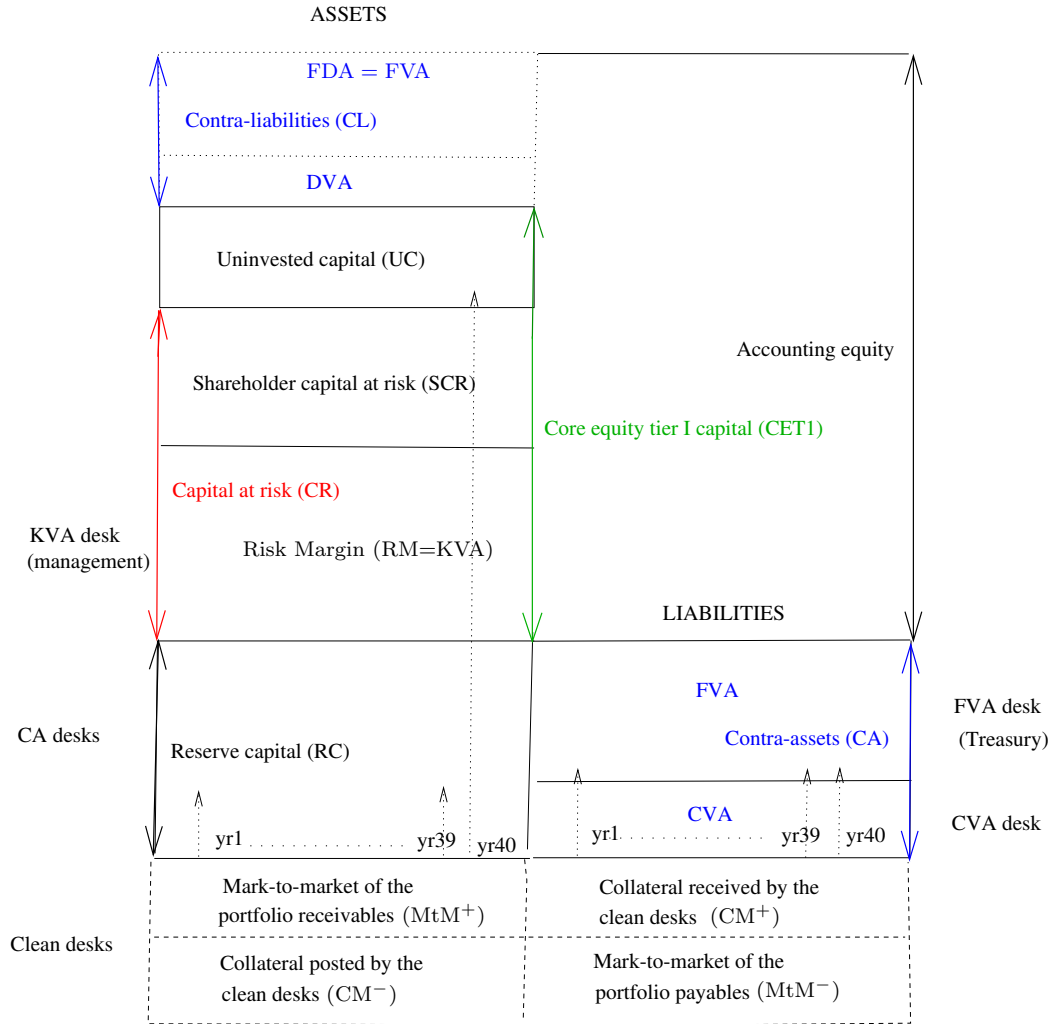 ASSETS
FDA = FVA
Contra-liabilities (CL)
DVA
Uninvested capital (UC)
Accounting equity
Shareholder capital at risk (SCR)
Core equity tier I capital (CET1)
Capital at risk (CR)
KVA desk
(management)
Risk Margin (RM=KVA)
LIABILITIES
FVA
FVA desk
(Treasury)
CA desks
Contra-assets (CA)
Reserve capital (RC)
CVA
CVA desk
yr1 yr39 yr40
yr1 yr39 yr40
Mark-to-market of the
portfolio receivables (MtM⁺)
Collateral received by the
clean desks (CM⁺)
Clean desks
Collateral posted by the
clean desks (CM⁻)
Mark-to-market of the
portfolio payables (MtM⁻)